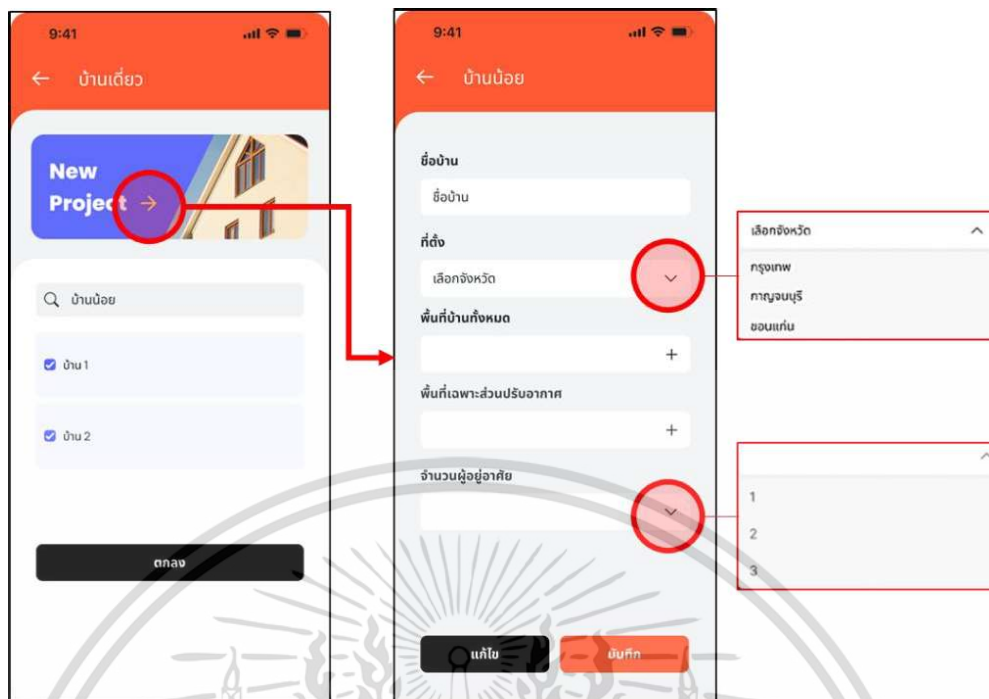 9:41
บ้านเดี่ยว
New
Project →
บ้านน้อย
บ้าน 1
บ้าน 2
ตกลง
9:41
บ้านน้อย
ชื่อบ้าน
ชื่อบ้าน
ที่ตั้ง
เลือกจังหวัด
พื้นที่บ้านทั้งหมด
+
พื้นที่เฉพาะส่วนปรับอากาศ
+
จำนวนผู้อยู่อาศัย
แก้ไข
บันทึก
เลือกจังหวัด
กรุงเทพ
กาญจนบุรี
ขอนแก่น
1
2
3